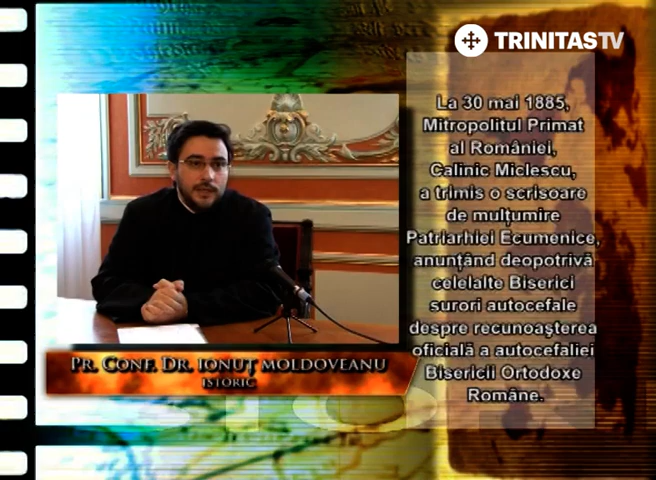 TRINITAS TV
La 30 mai 1885,
Mitropolitul Primat
al României,
Calinic Miclescu,
a trimis o scrisoare
de mulţumire
Patriarhiei Ecumenice,
anunţând deopotrivă
celelalte Biserici
surori autocefale
despre recunoaşterea
oficială a autocefaliei
Bisericii Ortodoxe
Române.
PR. CONF. DR. IONUŢ MOLDOVEANU
ISTORIC